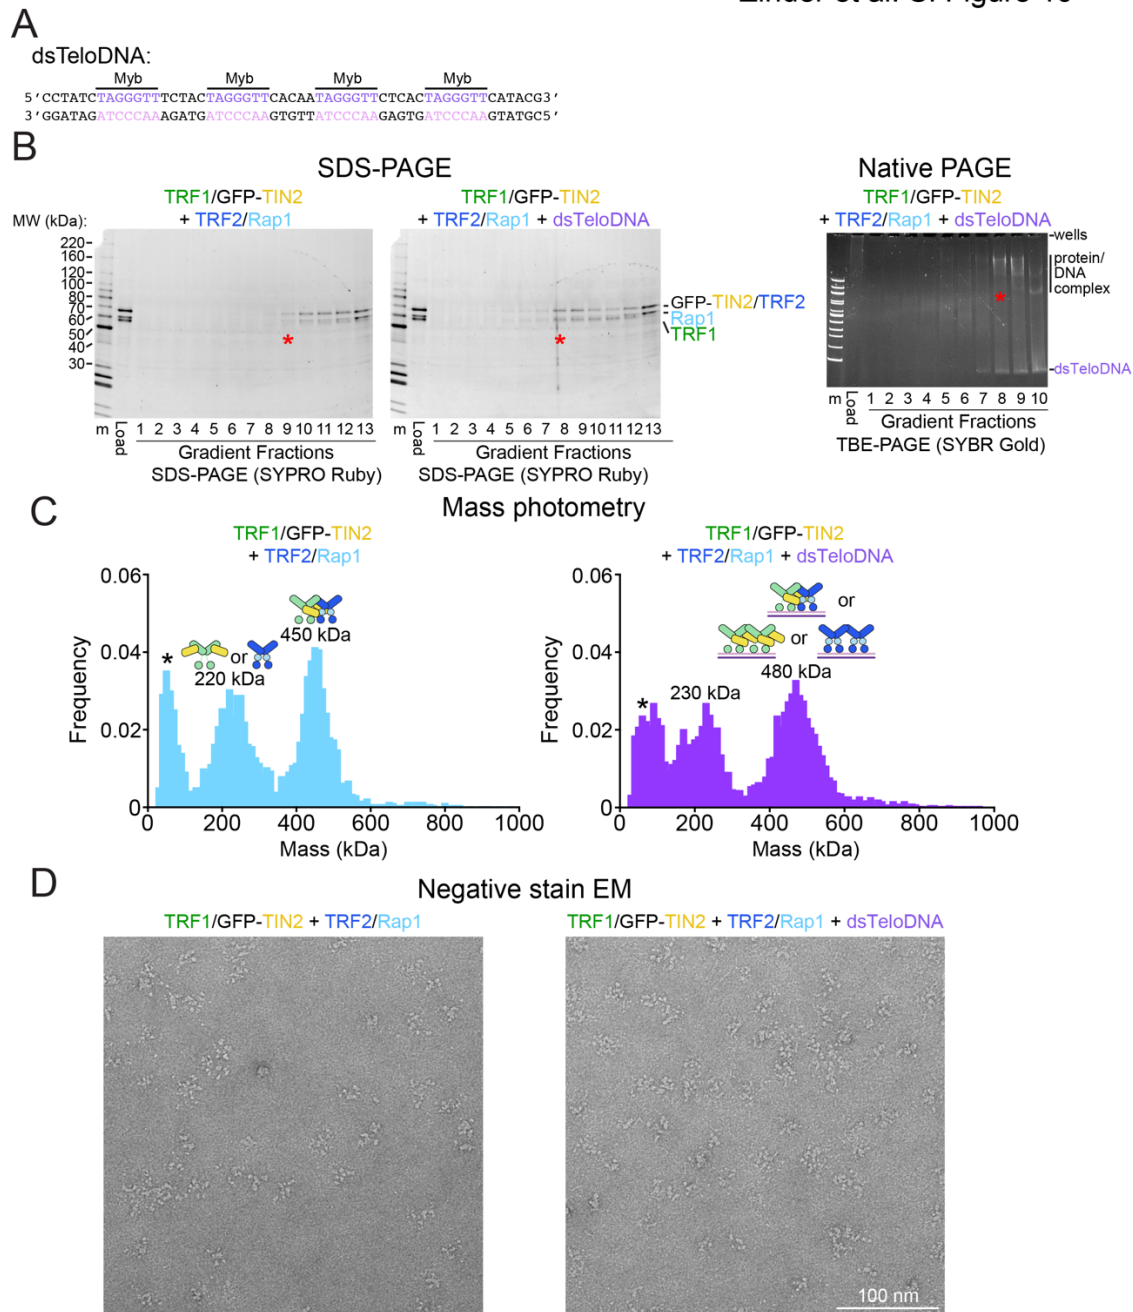 A
dsTeloDNA:
Myb Myb Myb Myb
5'CCTATCTAGGGTTTCTACTAGGGTTCACAATAGGGTTCTCACTAGGGTTCATACG3'
3'GGATAGATCCCAAAGATGATCCCAAGTGTTATCCCAAGAGTGATCCCAAGTATGC5'
B
SDS-PAGE
Native PAGE
TRF1/GFP-TIN2
+ TRF2/Rap1
TRF1/GFP-TIN2
+ TRF2/Rap1 + dsTeloDNA
TRF1/GFP-TIN2
+ TRF2/Rap1 + dsTeloDNA
MW (kDa):
220
160
120
100
80
70
60
50
40
30
*
*
*
GFP-TIN2/TRF2
Rap1
TRF1
wells
protein/
DNA
complex
dsTeloDNA
m Load 1 2 3 4 5 6 7 8 9 10 11 12 13
Gradient Fractions
SDS-PAGE (SYPRO Ruby)
m Load 1 2 3 4 5 6 7 8 9 10 11 12 13
Gradient Fractions
SDS-PAGE (SYPRO Ruby)
m Load 1 2 3 4 5 6 7 8 9 10
Gradient Fractions
TBE-PAGE (SYBR Gold)
C
Mass photometry
TRF1/GFP-TIN2
+ TRF2/Rap1
0.06
0.04
0.02
0
Frequency
*
or
220 kDa
450 kDa
0 200 400 600 800 1000
Mass (kDa)
TRF1/GFP-TIN2
+ TRF2/Rap1 + dsTeloDNA
0.06
0.04
0.02
0
Frequency
or
or
*
230 kDa
480 kDa
0 200 400 600 800 1000
Mass (kDa)
D
Negative stain EM
TRF1/GFP-TIN2 + TRF2/Rap1
TRF1/GFP-TIN2 + TRF2/Rap1 + dsTeloDNA
100 nm